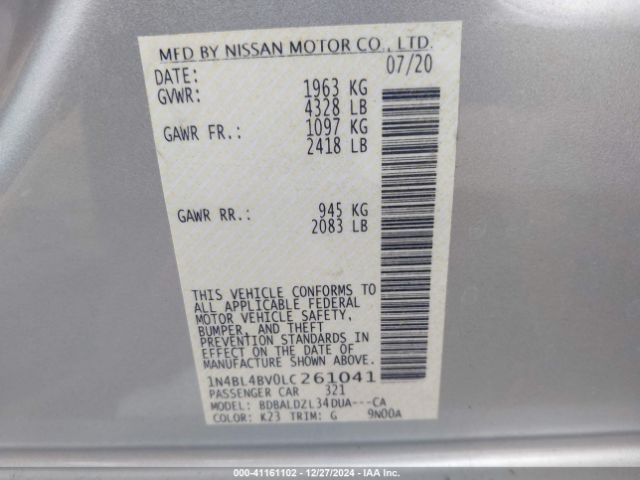 MFD BY NISSAN MOTOR CO., LTD.
DATE: 07/20
GVWR: 1963 KG
4328 LB
GAWR FR.: 1097 KG
2418 LB
GAWR RR.: 945 KG
2083 LB
THIS VEHICLE CONFORMS TO
ALL APPLICABLE FEDERAL
MOTOR VEHICLE SAFETY,
BUMPER, AND THEFT
PREVENTION STANDARDS
IN EFFECT ON THE DATE OF
MANUFACTURE SHOWN ABOVE.
1N4BL4BV0LC261041
PASSENGER CAR 321
MODEL: BDBALDZL34DUA---CA
COLOR: K23 TRIM: G 9N00A
000-41161102 - 12/27/2024 - IAA Inc.